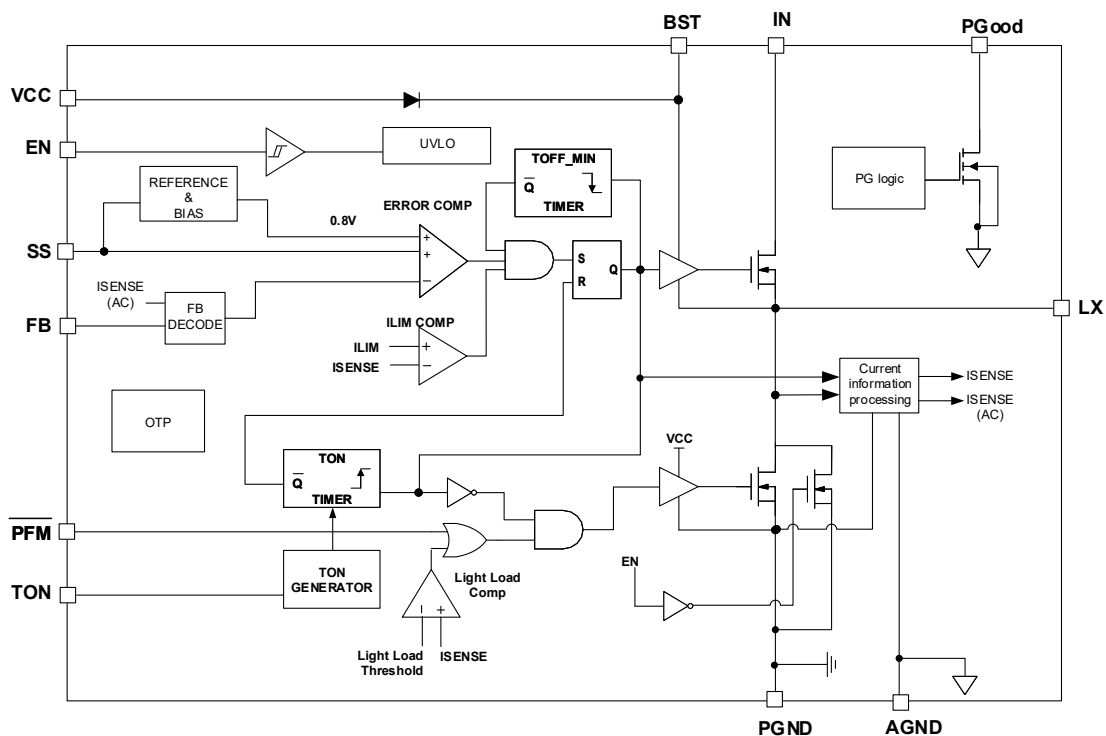 BST
IN
PGood
VCC
EN
UVLO
TOFF_MIN
Q
TIMER
PG logic
REFERENCE
&
BIAS
0.8V
ERROR COMP
+
+
−
SS
S
R
Q
ISENSE
(AC)
FB
DECODE
FB
LX
ILIM COMP
ILIM
+
ISENSE
−
Current
information
processing
ISENSE
ISENSE
(AC)
OTP
TON
Q
TIMER
VCC
PFM
TON
TON
GENERATOR
Light Load
Comp
− +
EN
Light Load
Threshold
ISENSE
PGND
AGND